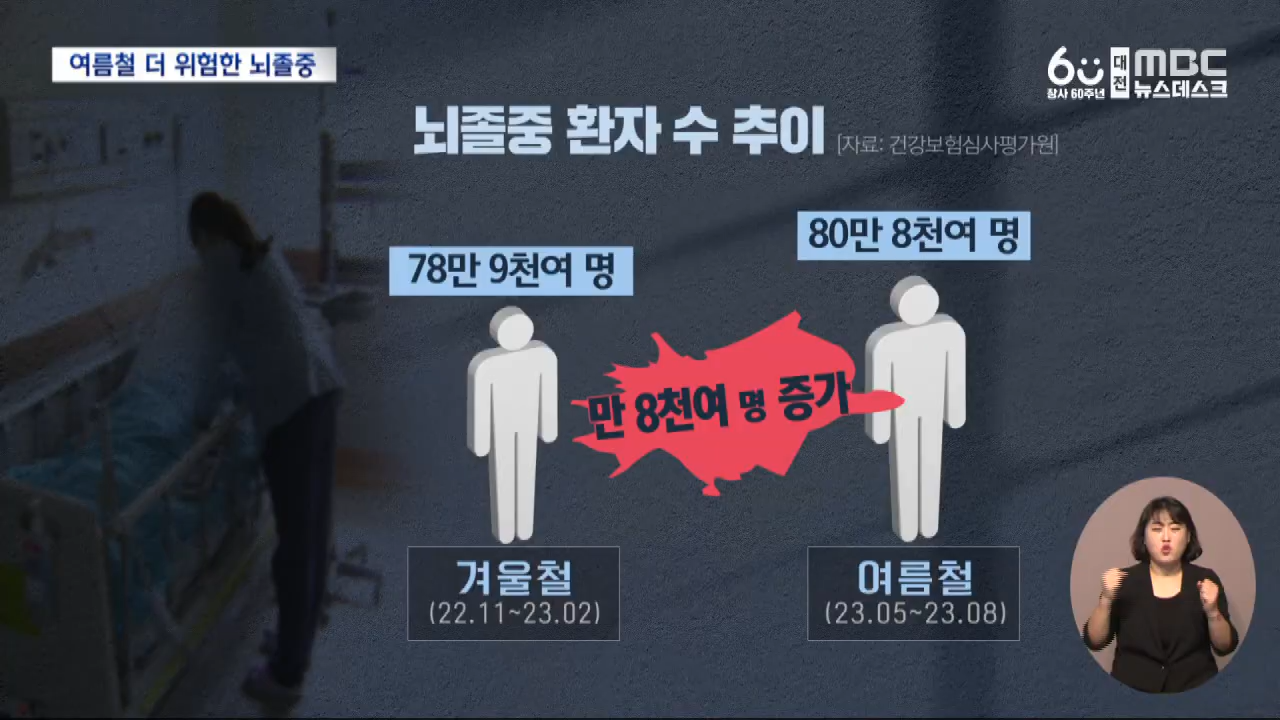 여름철 더 위험한 뇌졸중
60
창사 60주년
대전
MBC
뉴스데스크
뇌졸중 환자 수 추이 [자료: 건강보험심사평가원]
78만 9천여 명
80만 8천여 명
만 8천여 명 증가
겨울철
(22.11~23.02)
여름철
(23.05~23.08)